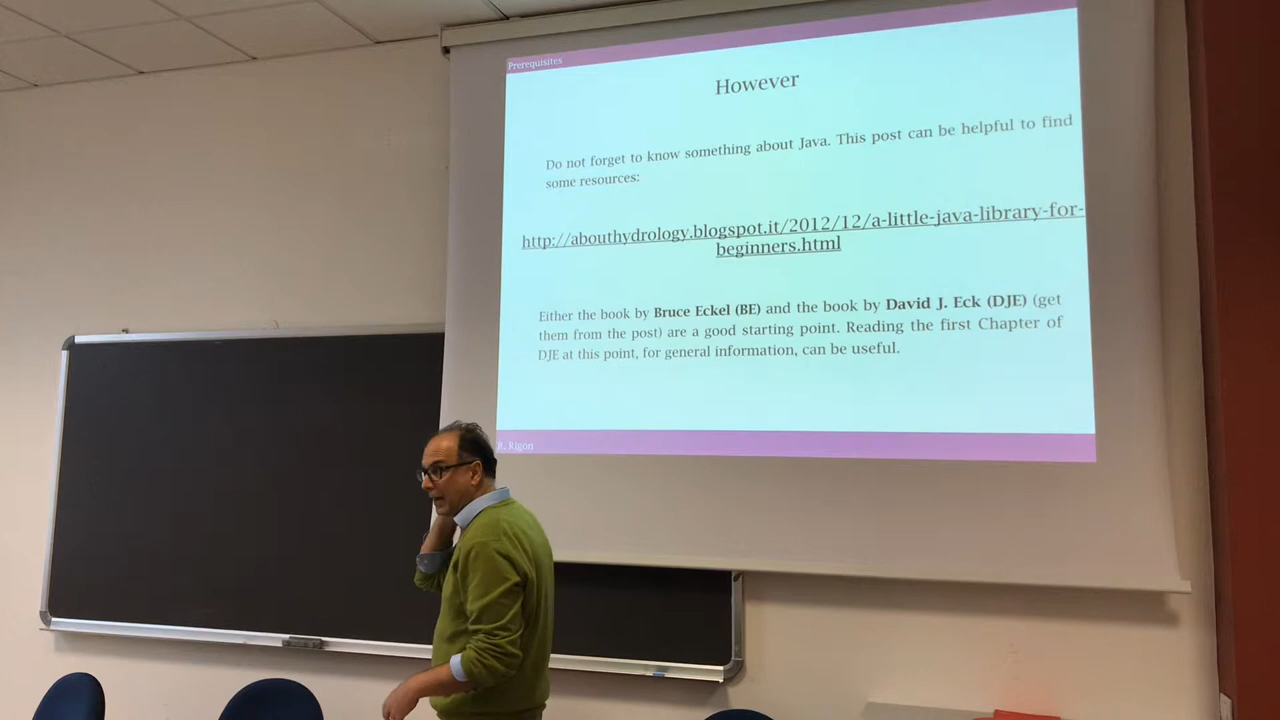 Prerequisites
However
Do not forget to know something about Java. This post can be helpful to find
some resources:
http://abouthydrology.blogspot.it/2012/12/a-little-java-library-for-
beginners.html
Either the book by Bruce Eckel (BE) and the book by David J. Eck (DJE) (get
them from the post) are a good starting point. Reading the first Chapter of
DJE at this point, for general information, can be useful.
R. Rigon